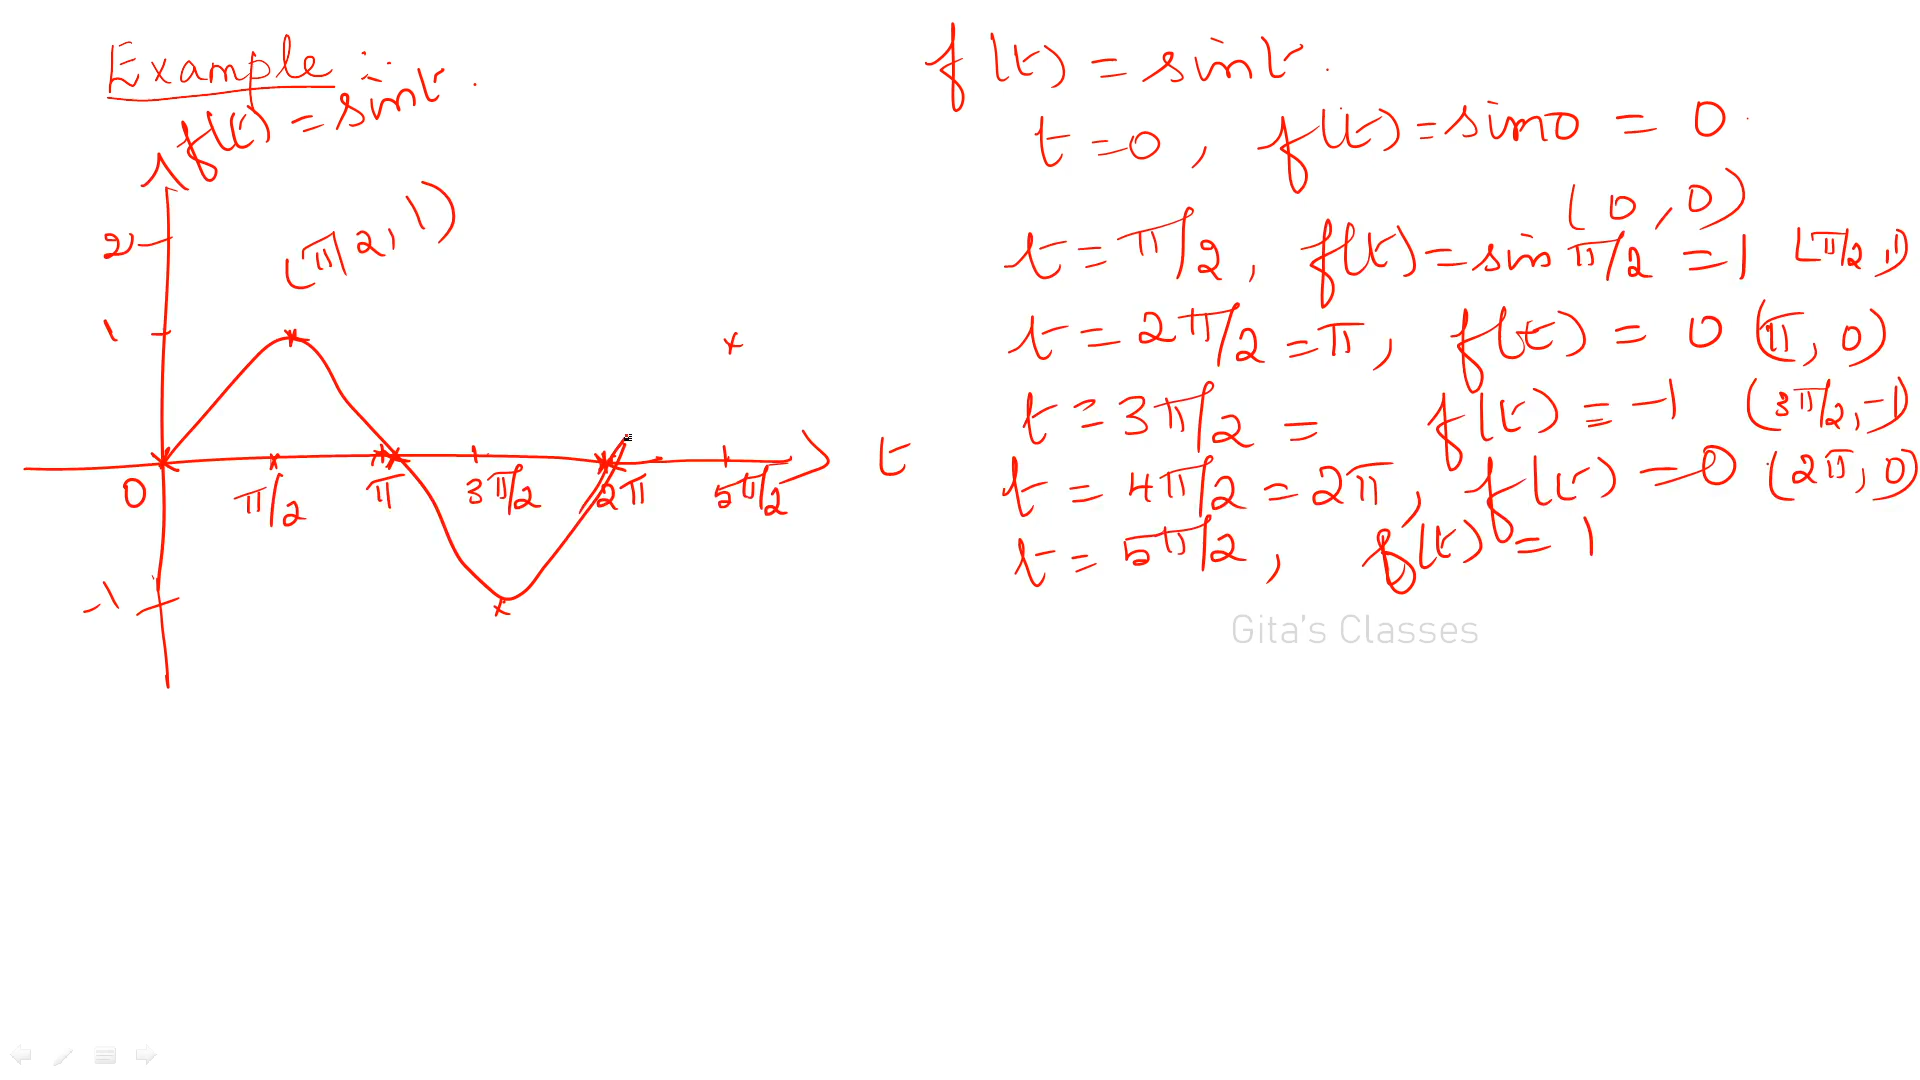 Example :-
f(t) = sint.
(π/2, 1)
2
1
0
π/2
π
3π/2
2π
5π/2
t
-1
f(t) = sint.
t=0, f(t)=sin0 = 0
(0,0)
t=π/2, f(t)=sin π/2 =1 (π/2,1)
t=2π/2=π, f(t)= 0 (π, 0)
t=3π/2= f(t)=-1 (3π/2,-1)
t=4π/2=2π, f(t)=0 (2π,0)
t=5π/2, f(t)=1
Gita's Classes